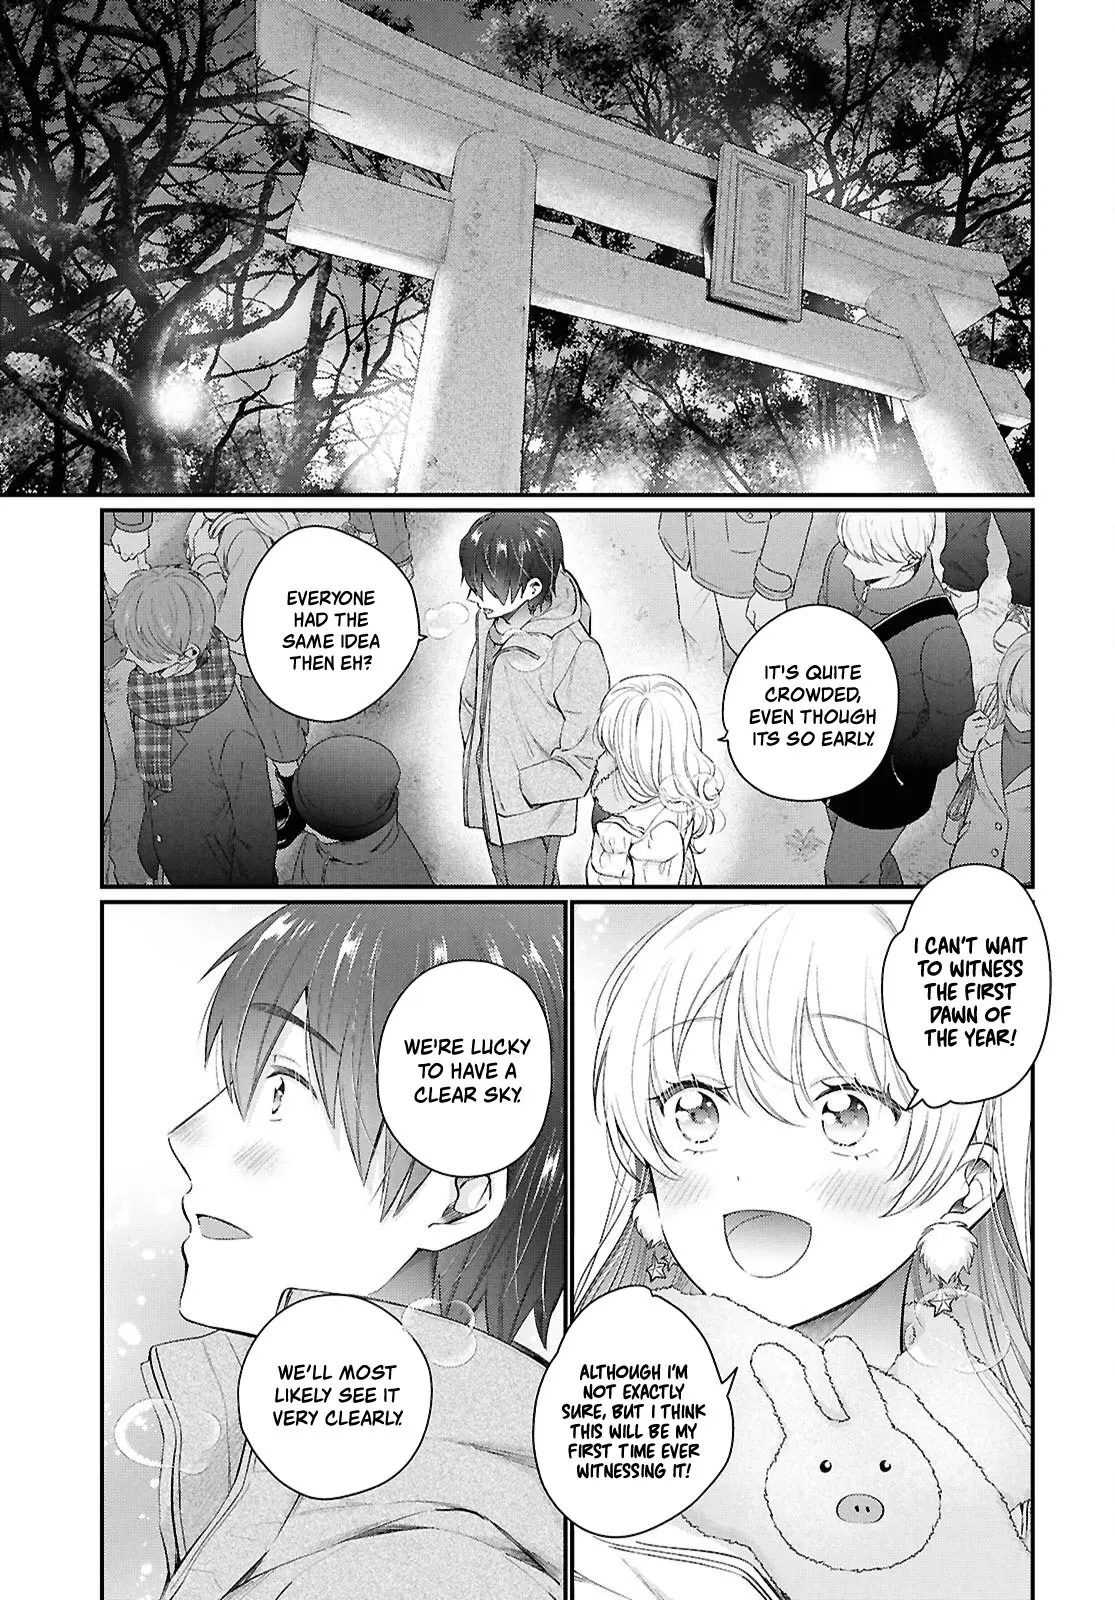 IT'S QUITE
CROWDED,
EVEN THOUGH
ITS SO EARLY.
EVERYONE
HAD THE
SAME IDEA
THEN EH?
I CAN'T WAIT
TO WITNESS
THE FIRST
DAWN OF
THE YEAR!
ALTHOUGH I'M
NOT EXACTLY
SURE, BUT I THINK
THIS WILL BE MY
FIRST TIME EVER
WITNESSING IT!
WE'RE LUCKY
TO HAVE A
CLEAR SKY.
WE'LL MOST
LIKELY SEE IT
VERY CLEARLY.